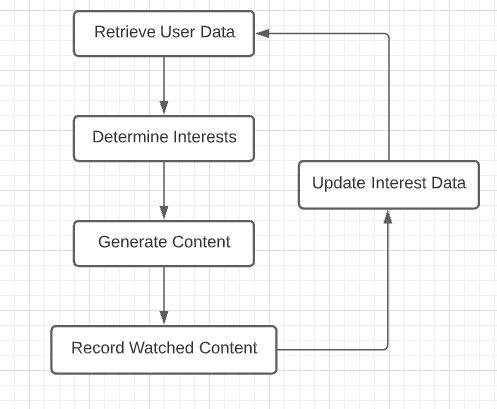 Retrieve User Data
Determine Interests
Update Interest Data
Generate Content
Record Watched Content